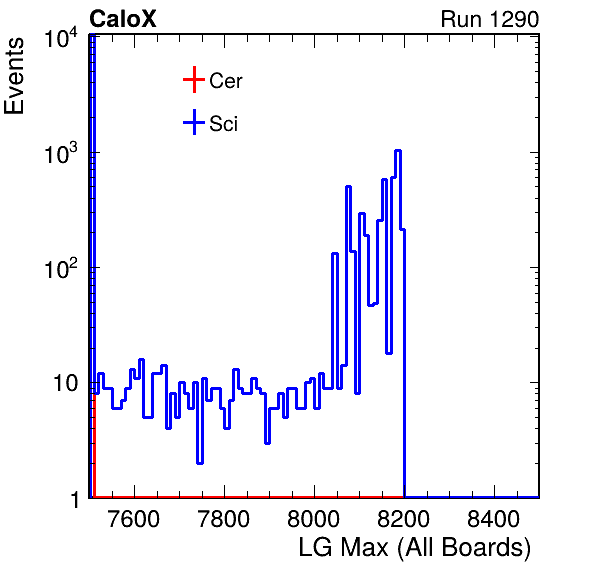 CaloX Run 1290
Events
10^4
Cer
Sci
10^3
10^2
10
1
7600 7800 8000 8200 8400
LG Max (All Boards)